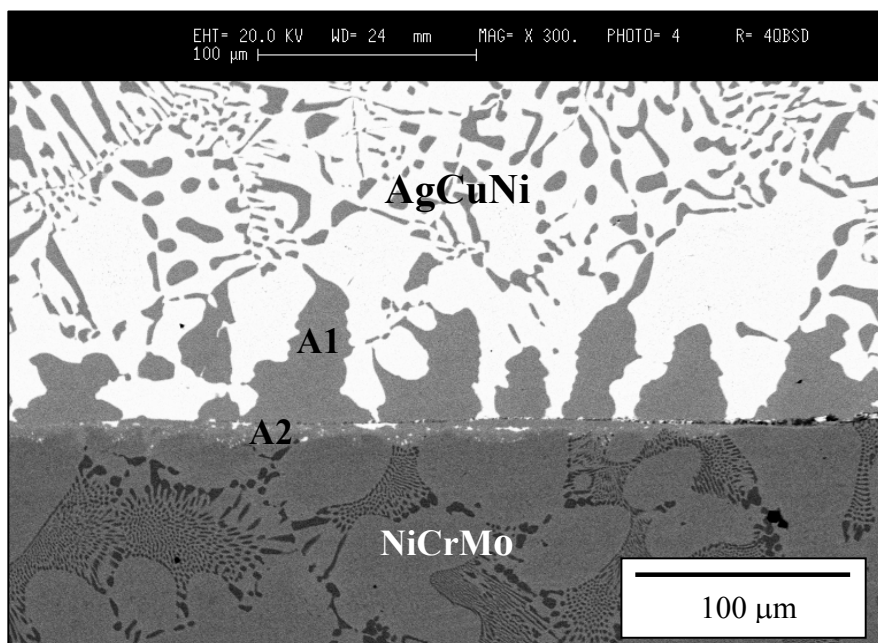 EHT= 20.0 KV WD= 24 mm MAG= X 300. PHOTO= 4 R= 4QBSD
100 µm
AgCuNi
A1
A2
NiCrMo
100 µm